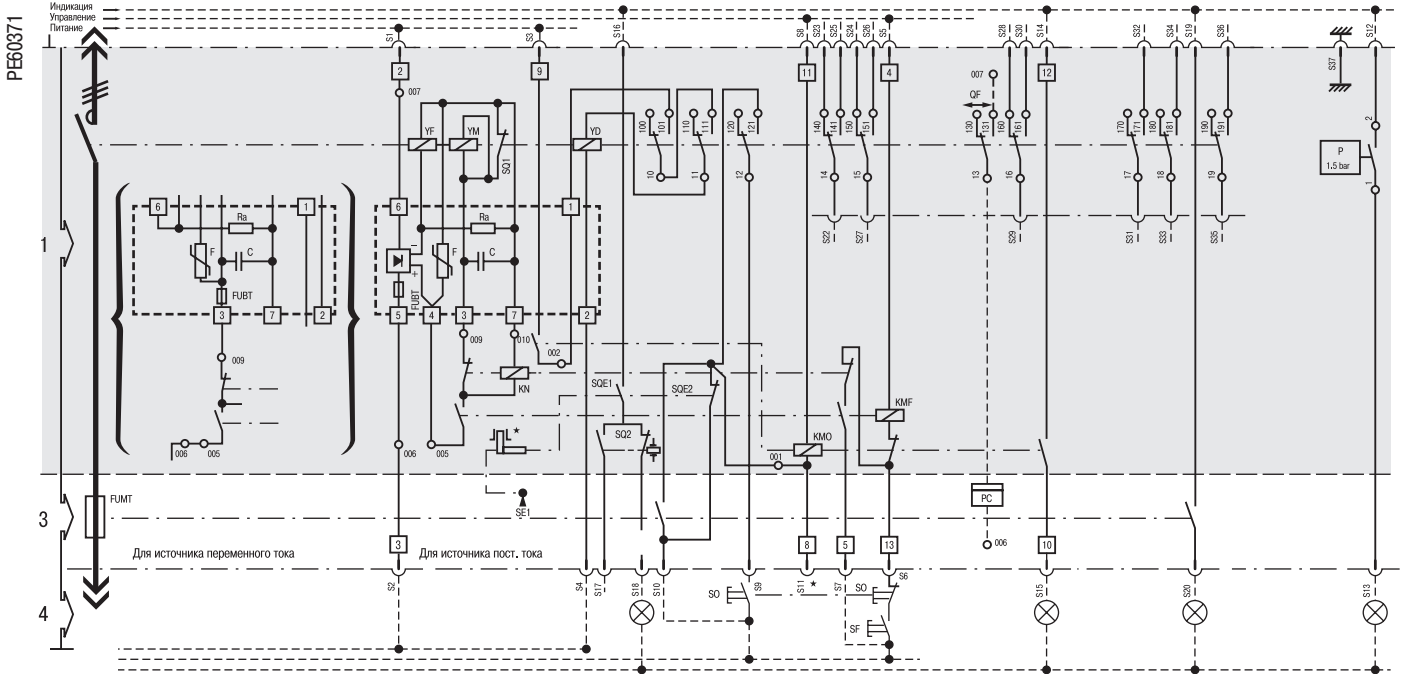 PE60371
Индикация
Управление
Питание
S1
S3
S16
S8
S23
S25
S24
S26
S5
S28
S30
S14
S32
S34
S19
S36
S37
S12
2
9
11
4
12
007
007
QF
YF
YM
SQ1
YD
100
101
110
111
120
121
140
141
150
151
130
131
160
161
170
171
180
181
190
191
2
P
1.5 bar
1
10
11
12
14
15
13
16
17
18
19
6
1
Ra
F
C
FUBT
3
7
2
6
1
Ra
F
C
FUBT
5
4
3
7
2
S22
S27
S29
S31
S33
S35
1
009
009
010
002
KN
SQE1
SQE2
KMF
SQ2
KMO
001
006
005
006
005
★
SE1
PC
006
3
FUMT
Для источника переменного тока
3
Для источника пост. тока
8
5
13
10
S2
S4
S17
S18
S10
S9
S11
★
S7
S6
S15
S20
S13
4
SO
SO
SF